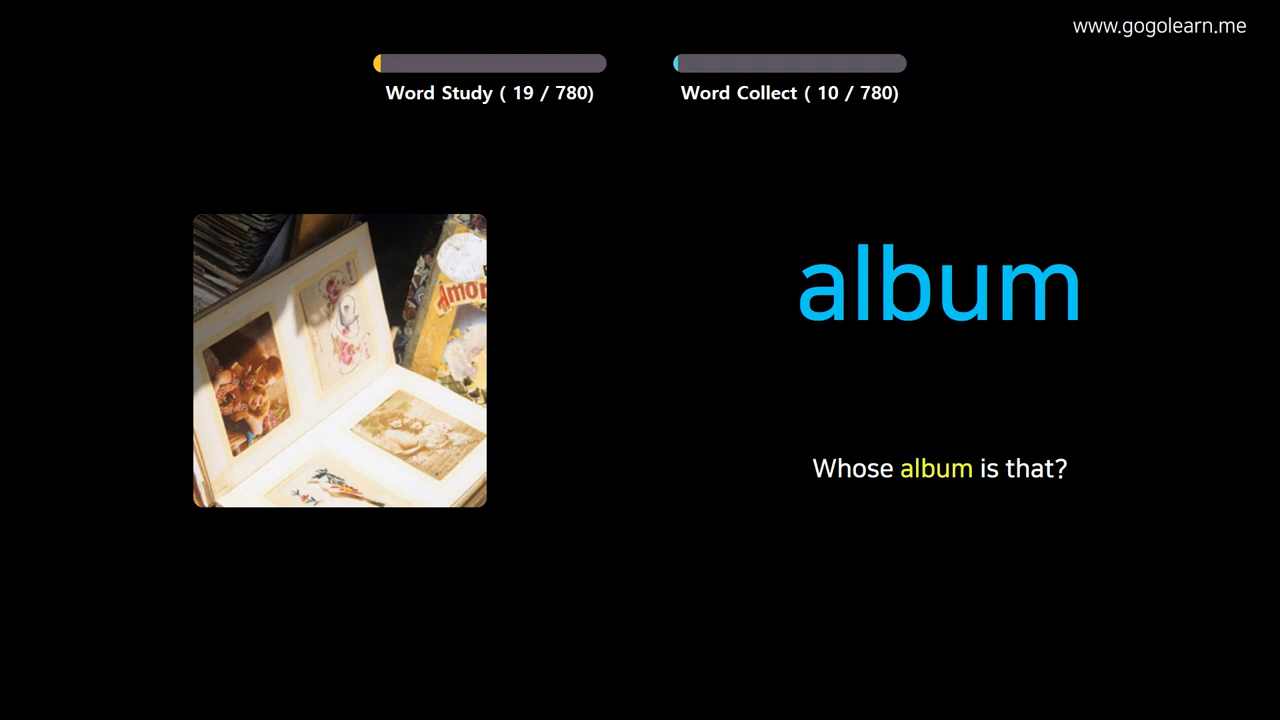 www.gogolearn.me
Word Study ( 19 / 780)
Word Collect ( 10 / 780)
album
Whose album is that?